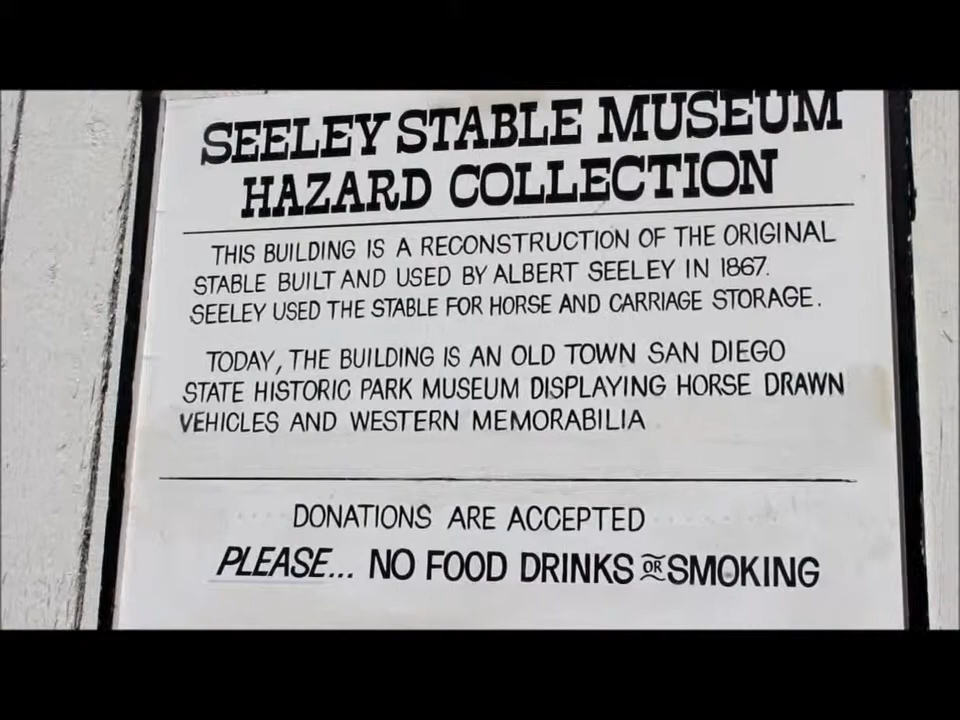 SEELEY STABLE MUSEUM
HAZARD COLLECTION
THIS BUILDING IS A RECONSTRUCTION OF THE ORIGINAL
STABLE BUILT AND USED BY ALBERT SEELEY IN 1867.
SEELEY USED THE STABLE FOR HORSE AND CARRIAGE STORAGE.
TODAY, THE BUILDING IS AN OLD TOWN SAN DIEGO
STATE HISTORIC PARK MUSEUM DISPLAYING HORSE DRAWN
VEHICLES AND WESTERN MEMORABILIA
DONATIONS ARE ACCEPTED
PLEASE... NO FOOD DRINKS OR SMOKING